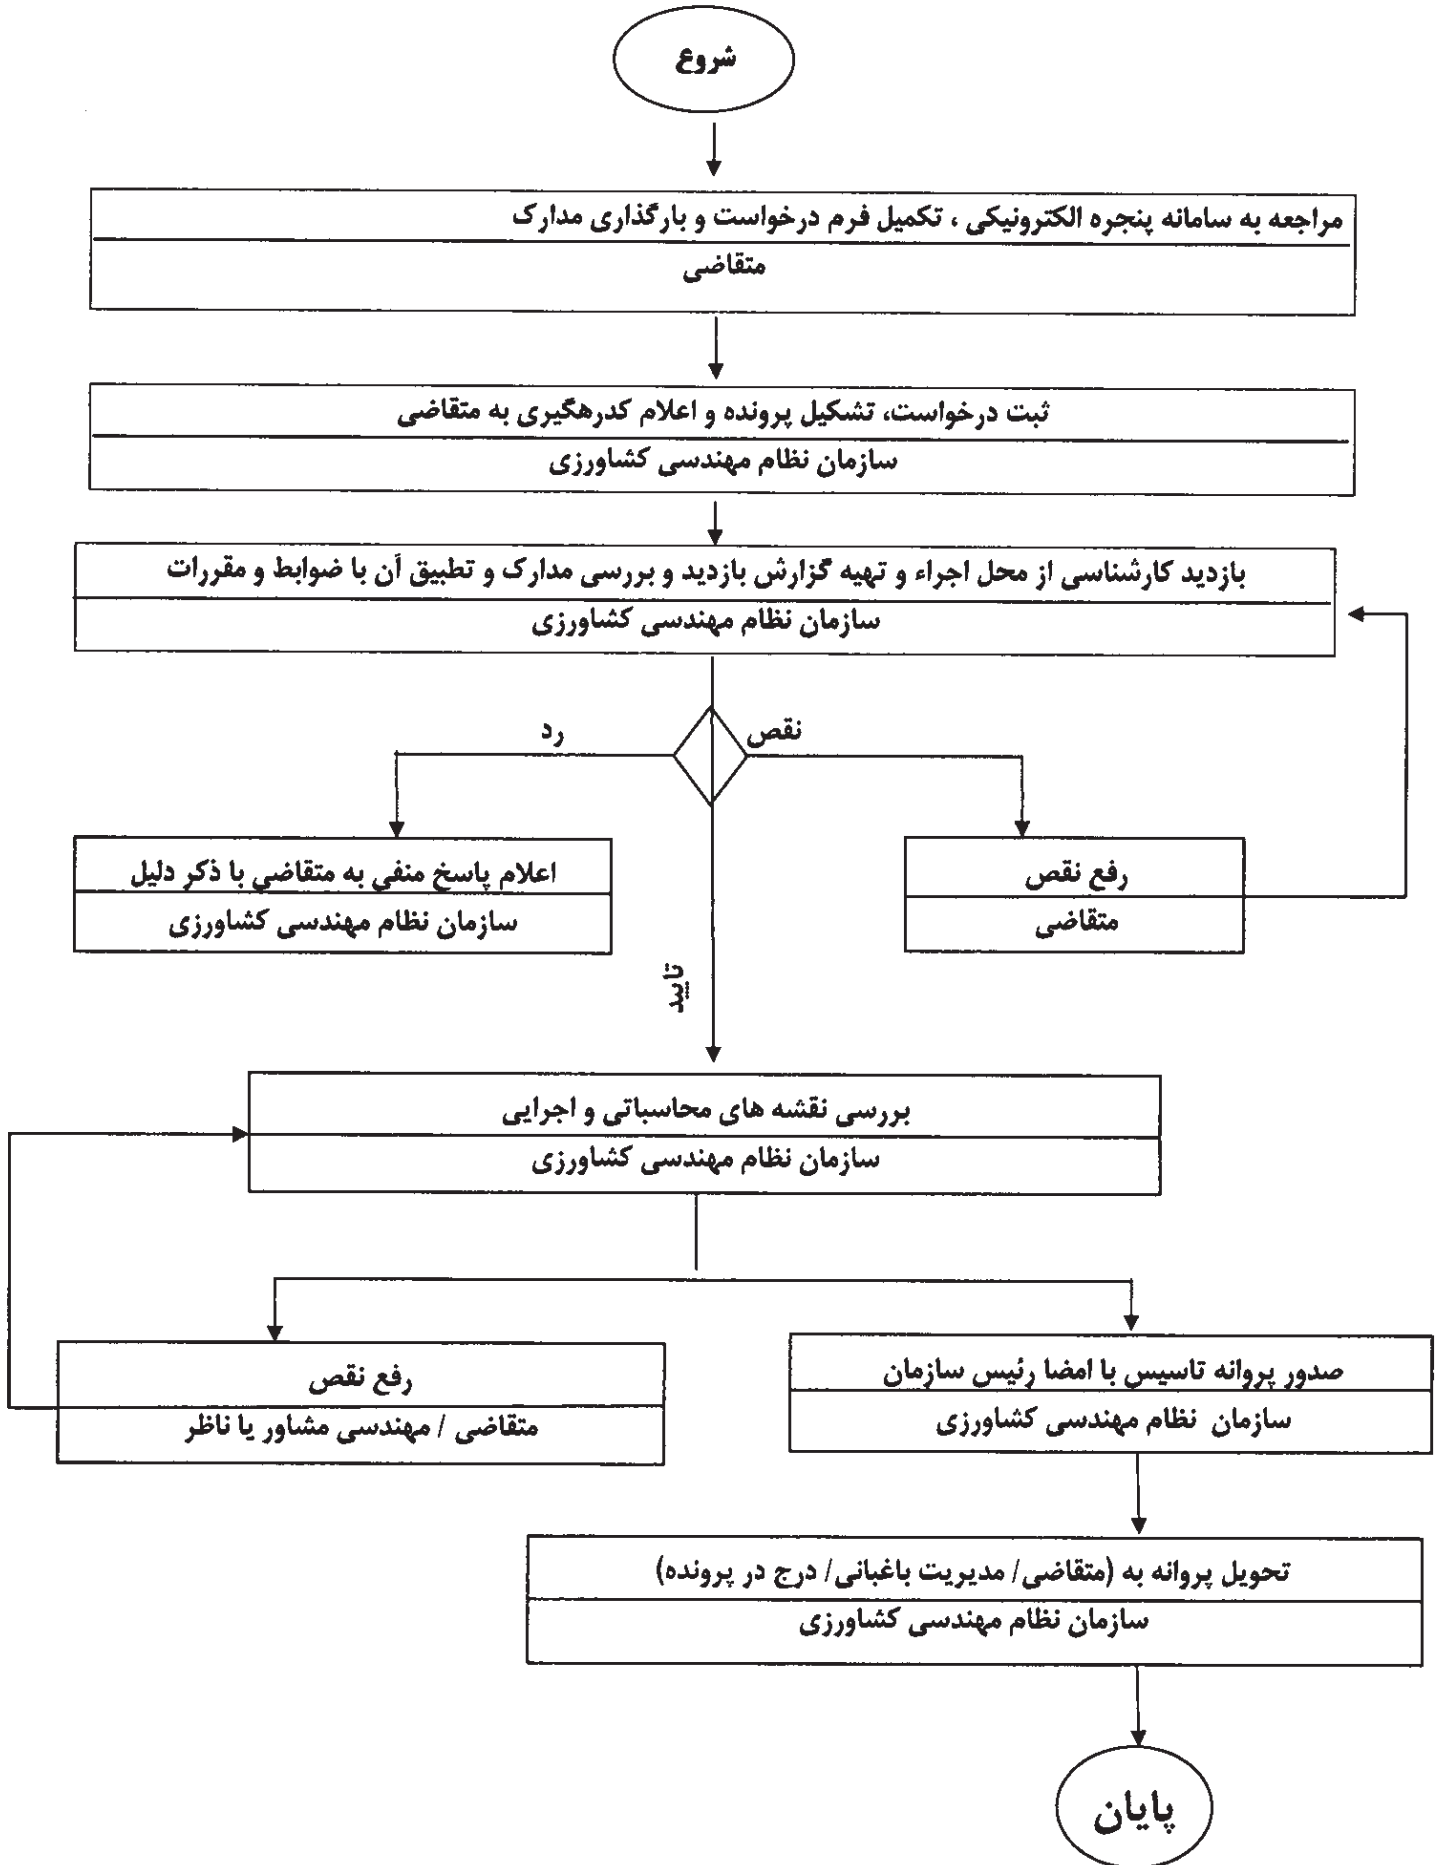 شروع
مراجعه به سامانه پنجره الکترونیکی ، تکمیل فرم درخواست و بارگذاری مدارک
متقاضی
ثبت درخواست، تشکیل پرونده و اعلام کدرهگیری به متقاضی
سازمان نظام مهندسی کشاورزی
بازدید کارشناسی از محل اجراء و تهیه گزارش بازدید و بررسی مدارک و تطبیق آن با ضوابط و مقررات
سازمان نظام مهندسی کشاورزی
نقص
رد
رفع نقص
متقاضی
اعلام پاسخ منفی به متقاضی با ذکر دلیل
سازمان نظام مهندسی کشاورزی
تایید
بررسی نقشه های محاسباتی و اجرایی
سازمان نظام مهندسی کشاورزی
صدور پروانه تاسیس با امضا رئیس سازمان
سازمان نظام مهندسی کشاورزی
رفع نقص
متقاضی / مهندسی مشاور یا ناظر
تحویل پروانه به (متقاضی/ مدیریت باغبانی/ درج در پرونده)
سازمان نظام مهندسی کشاورزی
پایان